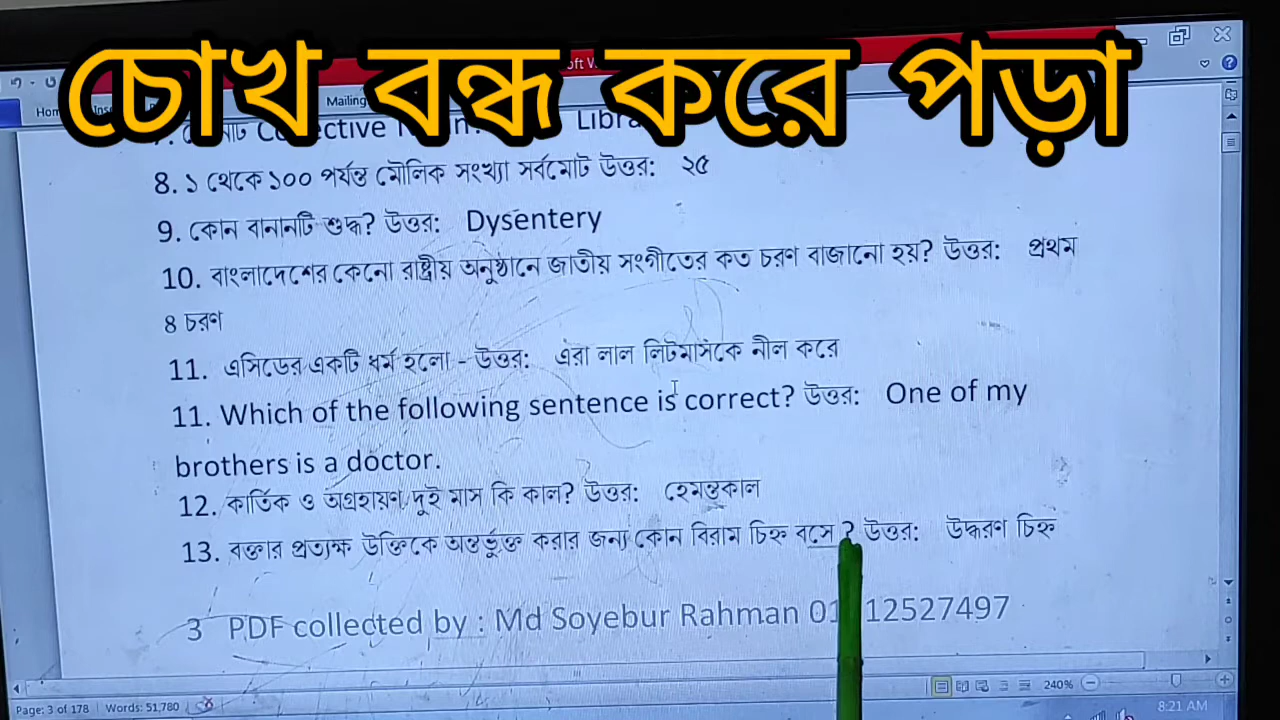 চোখ বন্ধ করে পড়া
Mailing
8. ১ থেকে ১০০ পর্যন্ত মৌলিক সংখ্যা সর্বমোট উত্তর: ২৫
9. কোন বানানটি শুদ্ধ? উত্তর: Dysentery
10. বাংলাদেশের কেনো রাষ্ট্রীয় অনুষ্ঠানে জাতীয় সংগীতের কত চরণ বাজানো হয়? উত্তর: প্রথম
8 চরণ
11. এসিডের একটি ধর্ম হলো - উত্তর: এরা লাল লিটমাসকে নীল করে
11. Which of the following sentence is correct? উত্তর: One of my
brothers is a doctor.
12. কার্তিক ও অগ্রহায়ণ দুই মাস কি কাল? উত্তর: হেমন্তকাল
13. বক্তার প্রত্যক্ষ উক্তিকে অন্তর্ভুক্ত করার জন্য কোন বিরাম চিহ্ন বসে ? উত্তর: উদ্ধরণ চিহ্ন
3 PDF collected by : Md Soyebur Rahman 01 12527497
240%
Page: 3 of 178 Words: 51,780
8:21 AM